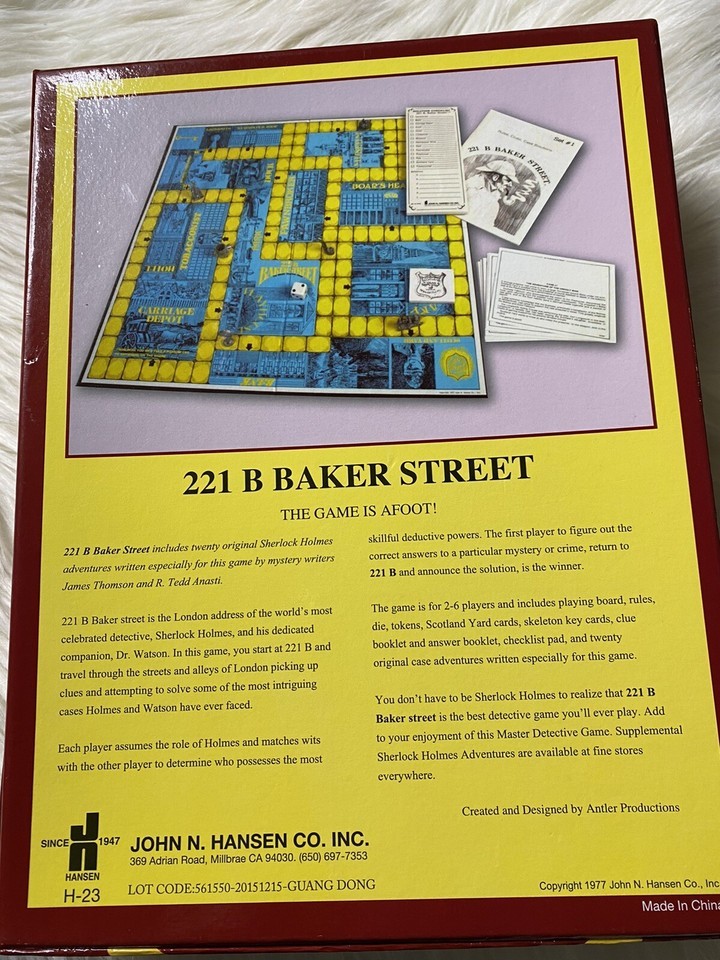 Set #1
221 B BAKER STREET
BOAR'S HEA
TOBACCONIST
HOTEL
CARRIAGE
DEPOT
BAKER STREET
221 B BAKER STREET
THE GAME IS AFOOT!
221 B Baker Street includes twenty original Sherlock Holmes
adventures written especially for this game by mystery writers
James Thomson and R. Tedd Anasti.
221 B Baker street is the London address of the world's most
celebrated detective, Sherlock Holmes, and his dedicated
companion, Dr. Watson. In this game, you start at 221 B and
travel through the streets and alleys of London picking up
clues and attempting to solve some of the most intriguing
cases Holmes and Watson have ever faced.
Each player assumes the role of Holmes and matches wits
with the other player to determine who possesses the most
skillful deductive powers. The first player to figure out the
correct answers to a particular mystery or crime, return to
221 B and announce the solution, is the winner.
The game is for 2-6 players and includes playing board, rules,
die, tokens, Scotland Yard cards, skeleton key cards, clue
booklet and answer booklet, checklist pad, and twenty
original case adventures written especially for this game.
You don't have to be Sherlock Holmes to realize that 221 B
Baker street is the best detective game you'll ever play. Add
to your enjoyment of this Master Detective Game. Supplemental
Sherlock Holmes Adventures are available at fine stores
everywhere.
Created and Designed by Antler Productions
SINCE 1947
HANSEN
H-23
JOHN N. HANSEN CO. INC.
369 Adrian Road, Millbrae CA 94030. (650) 697-7353
LOT CODE:561550-20151215-GUANG DONG
Copyright 1977 John N. Hansen Co., Inc
Made In China